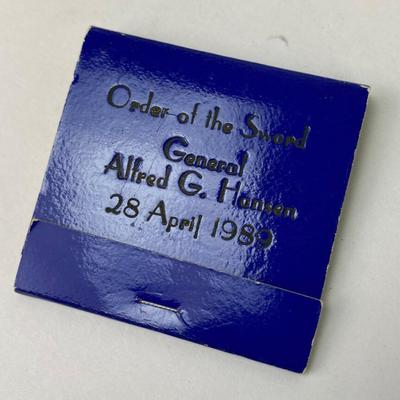 Order of the Sword
General
Alfred G. Hansen
28 April 1989